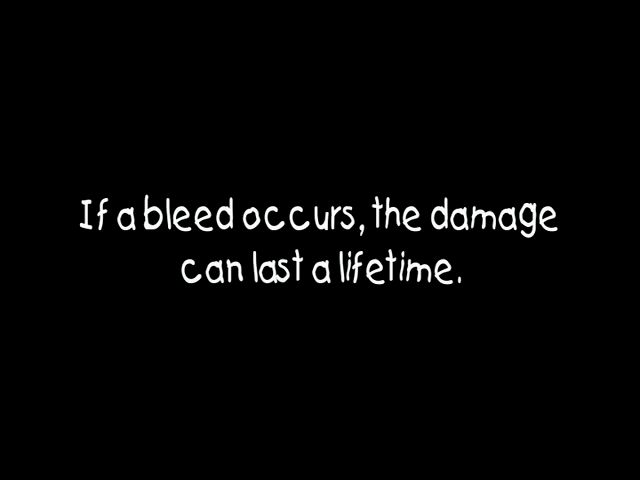 If a bleed occurs, the damage
can last a lifetime.